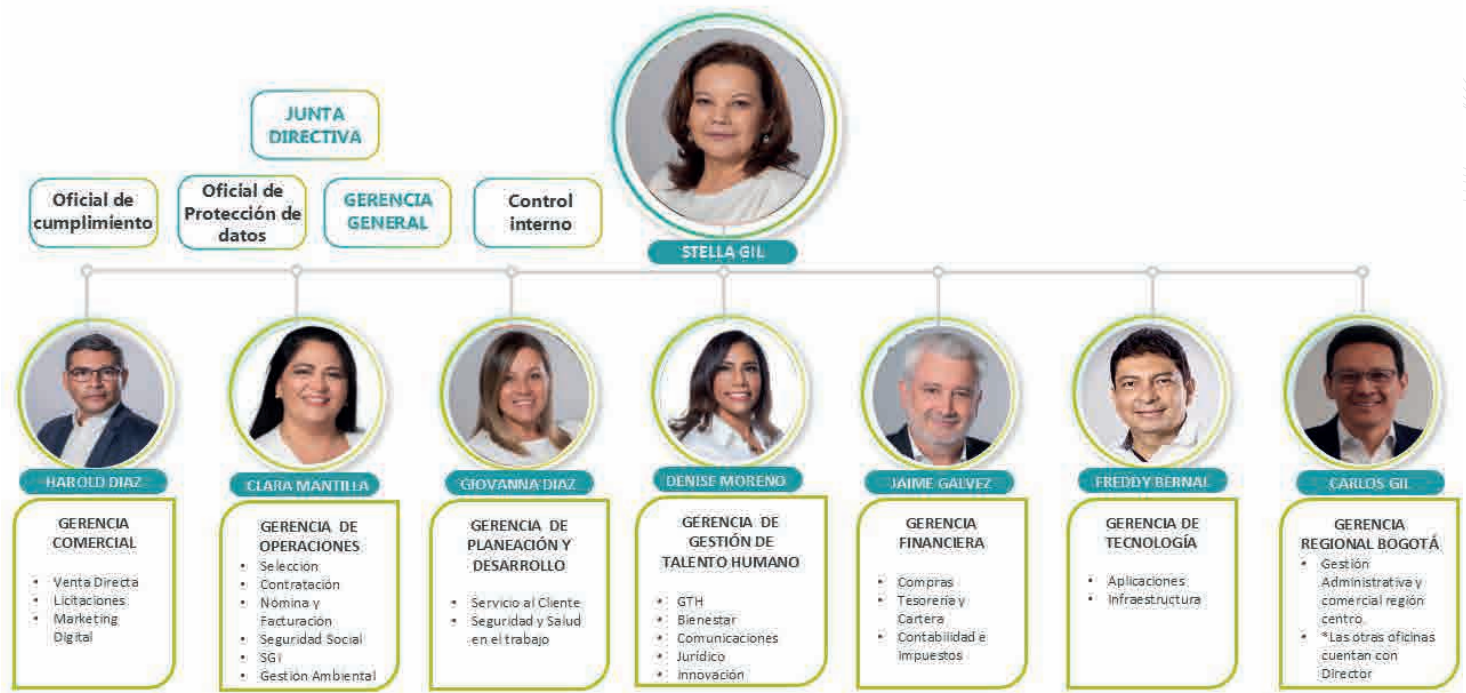 JUNTA
DIRECTIVA
Oficial de
cumplimiento
Oficial de
Protección de
datos
GERENCIA
GENERAL
Control
interno
STELLA GIL
HAROLD DIAZ
GERENCIA
COMERCIAL
• Venta Directa
• Licitaciones
• Marketing
Digital
CLARA MANTILLA
GERENCIA DE
OPERACIONES
• Selección
• Contratación
• Nómina y
Facturación
• Seguridad Social
• SGI
• Gestión Ambiental
GIOVANNA DIAZ
GERENCIA DE
PLANEACIÓN Y
DESARROLLO
• Servicio al Cliente
• Seguridad y Salud
en el trabajo
DENISE MORENO
GERENCIA DE
GESTIÓN DE
TALENTO HUMANO
• GTH
• Bienestar
• Comunicaciones
• Jurídico
• Innovación
JAIME GALVEZ
GERENCIA
FINANCIERA
• Compras
• Tesorería y
Cartera
• Contabilidad e
Impuestos
FREDDY BERNAL
GERENCIA DE
TECNOLOGÍA
• Aplicaciones
• Infraestructura
CARLOS GIL
GERENCIA
REGIONAL BOGOTÁ
• Gestión
Administrativa y
comercial región
centro.
• *Las otras oficinas
cuentan con
Director